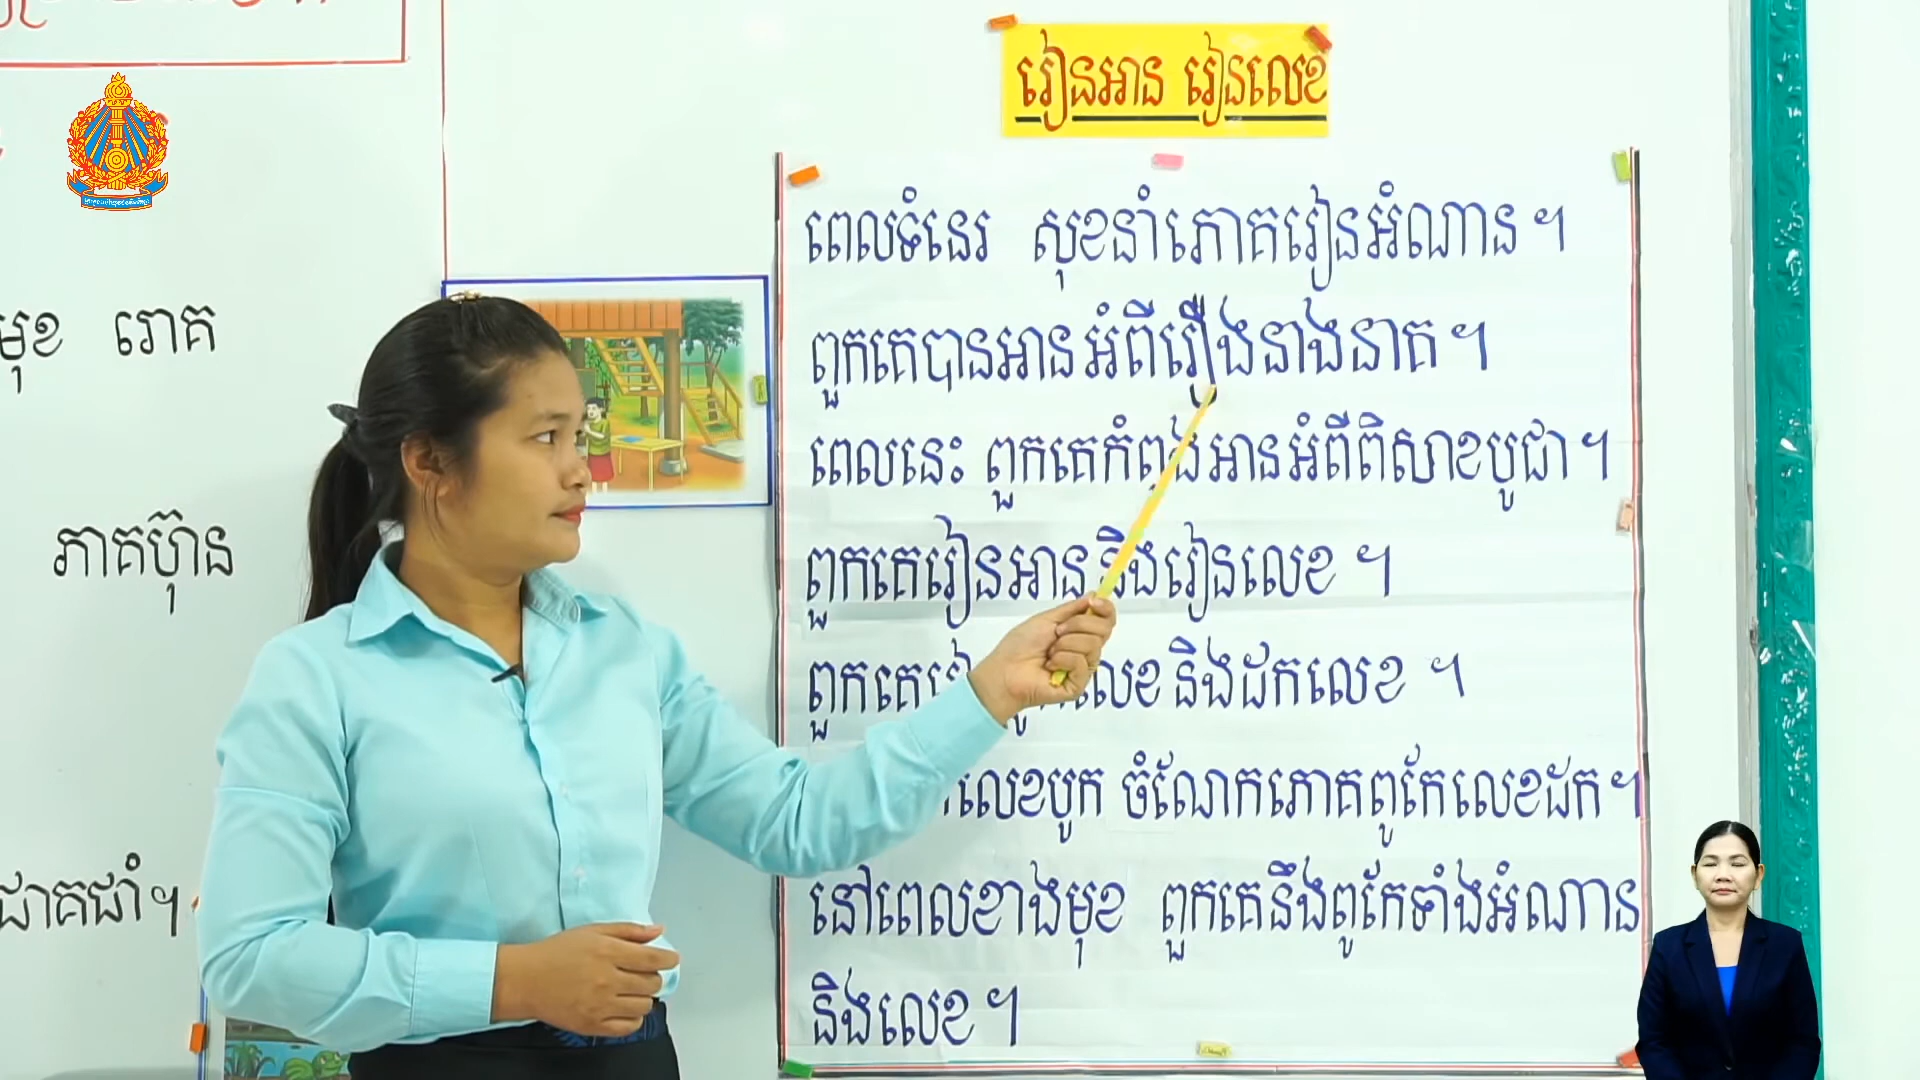 រៀនអាន រៀនលេខ
ពេលទំនេរ សុខនាំភោគរៀនអំណាន។
ពួកគេបានអានអំពីរឿងនាងនាគ។
ពេលនេះ ពួកគេកំពុងអានអំពីពិសាខបូជា។
ពួកគេរៀនអាននិងរៀនលេខ ។
ពួកគេ លេខ និងដកលេខ ។
លេខបូក ចំណែកភោគពូកែលេខដក។
នៅពេលខាងមុខ ពួកគេនឹងពូកែទាំងអំណាន
និងលេខ។
មុខ រោគ
ភាគហ៊ុន
ជាគជាំ។